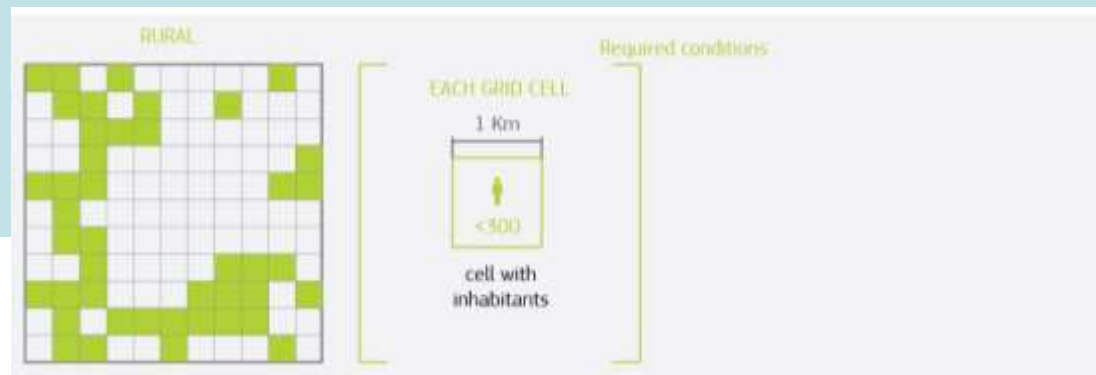 RURAL
Required conditions
EACH GRID CELL
1 Km
<300
cell with
inhabitants